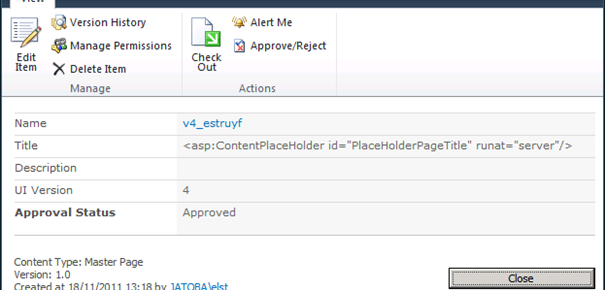 View
Edit Item
Version History
Manage Permissions
Delete Item
Manage
Check Out
Alert Me
Approve/Reject
Actions
Name v4_estruyf
Title <asp:ContentPlaceHolder id="PlaceHolderPageTitle" runat="server"/>
Description
UI Version 4
Approval Status Approved
Content Type: Master Page
Version: 1.0
Created at 18/11/2011 13:18 by JATOBA\elst
Close